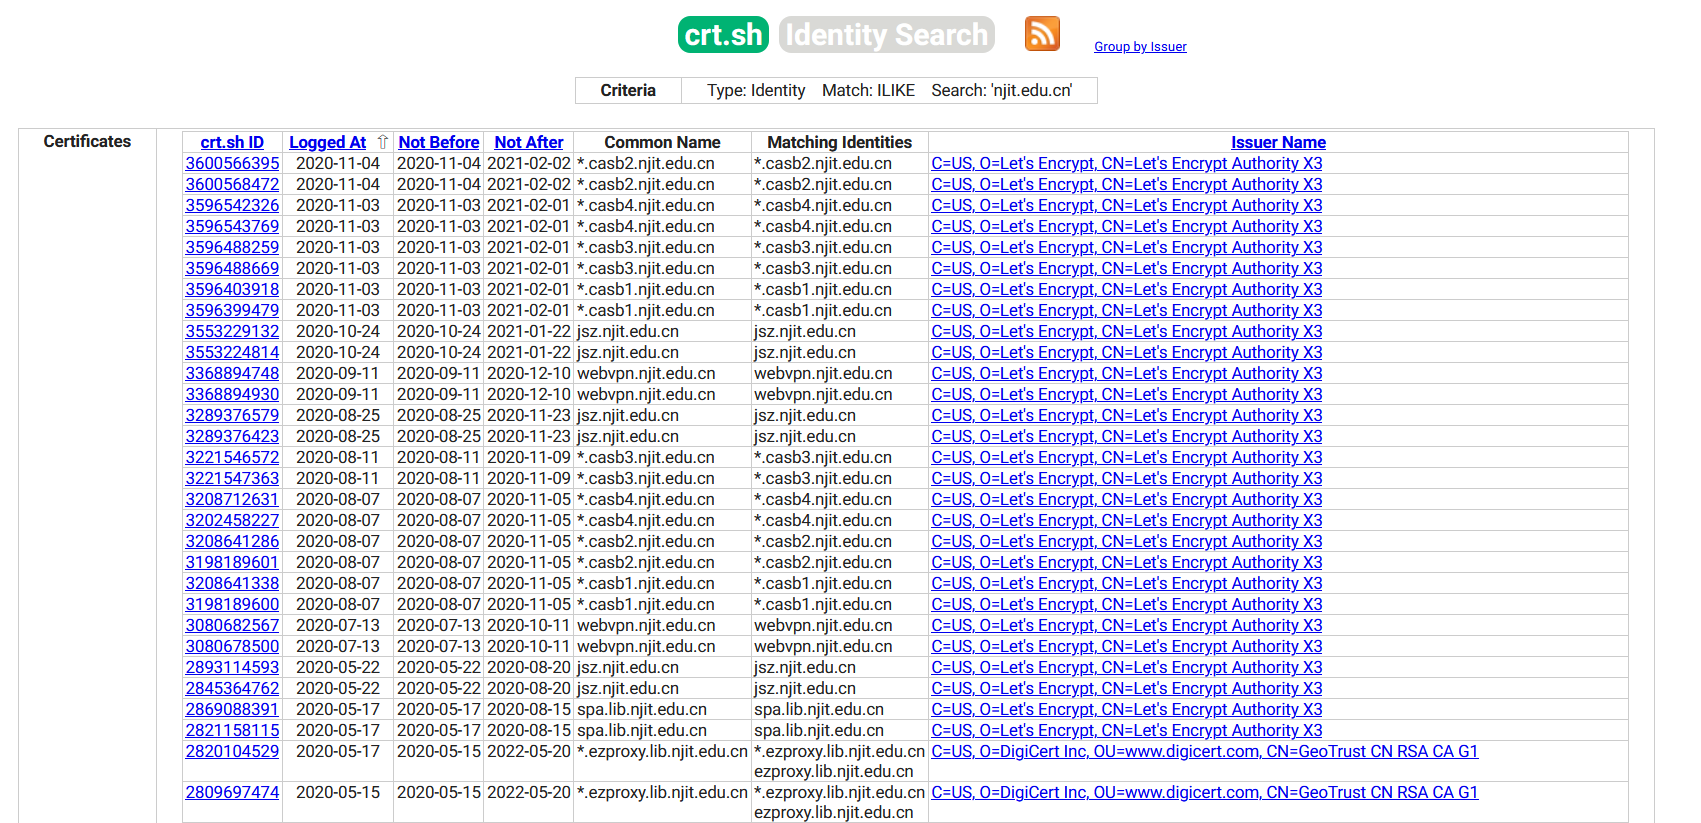 crt.sh Identity Search Group by Issuer
Criteria Type: Identity Match: ILIKE Search: 'njit.edu.cn'
Certificates crt.sh ID Logged At ⇧ Not Before Not After Common Name Matching Identities Issuer Name
3600566395 2020-11-04 2020-11-04 2021-02-02 *.casb2.njit.edu.cn *.casb2.njit.edu.cn C=US, O=Let's Encrypt, CN=Let's Encrypt Authority X3
3600568472 2020-11-04 2020-11-04 2021-02-02 *.casb2.njit.edu.cn *.casb2.njit.edu.cn C=US, O=Let's Encrypt, CN=Let's Encrypt Authority X3
3596542326 2020-11-03 2020-11-03 2021-02-01 *.casb4.njit.edu.cn *.casb4.njit.edu.cn C=US, O=Let's Encrypt, CN=Let's Encrypt Authority X3
3596543769 2020-11-03 2020-11-03 2021-02-01 *.casb4.njit.edu.cn *.casb4.njit.edu.cn C=US, O=Let's Encrypt, CN=Let's Encrypt Authority X3
3596488259 2020-11-03 2020-11-03 2021-02-01 *.casb3.njit.edu.cn *.casb3.njit.edu.cn C=US, O=Let's Encrypt, CN=Let's Encrypt Authority X3
3596488669 2020-11-03 2020-11-03 2021-02-01 *.casb3.njit.edu.cn *.casb3.njit.edu.cn C=US, O=Let's Encrypt, CN=Let's Encrypt Authority X3
3596403918 2020-11-03 2020-11-03 2021-02-01 *.casb1.njit.edu.cn *.casb1.njit.edu.cn C=US, O=Let's Encrypt, CN=Let's Encrypt Authority X3
3596399479 2020-11-03 2020-11-03 2021-02-01 *.casb1.njit.edu.cn *.casb1.njit.edu.cn C=US, O=Let's Encrypt, CN=Let's Encrypt Authority X3
3553229132 2020-10-24 2020-10-24 2021-01-22 jsz.njit.edu.cn jsz.njit.edu.cn C=US, O=Let's Encrypt, CN=Let's Encrypt Authority X3
3553224814 2020-10-24 2020-10-24 2021-01-22 jsz.njit.edu.cn jsz.njit.edu.cn C=US, O=Let's Encrypt, CN=Let's Encrypt Authority X3
3368894748 2020-09-11 2020-09-11 2020-12-10 webvpn.njit.edu.cn webvpn.njit.edu.cn C=US, O=Let's Encrypt, CN=Let's Encrypt Authority X3
3368894930 2020-09-11 2020-09-11 2020-12-10 webvpn.njit.edu.cn webvpn.njit.edu.cn C=US, O=Let's Encrypt, CN=Let's Encrypt Authority X3
3289376579 2020-08-25 2020-08-25 2020-11-23 jsz.njit.edu.cn jsz.njit.edu.cn C=US, O=Let's Encrypt, CN=Let's Encrypt Authority X3
3289376423 2020-08-25 2020-08-25 2020-11-23 jsz.njit.edu.cn jsz.njit.edu.cn C=US, O=Let's Encrypt, CN=Let's Encrypt Authority X3
3221546572 2020-08-11 2020-08-11 2020-11-09 *.casb3.njit.edu.cn *.casb3.njit.edu.cn C=US, O=Let's Encrypt, CN=Let's Encrypt Authority X3
3221547363 2020-08-11 2020-08-11 2020-11-09 *.casb3.njit.edu.cn *.casb3.njit.edu.cn C=US, O=Let's Encrypt, CN=Let's Encrypt Authority X3
3208712631 2020-08-07 2020-08-07 2020-11-05 *.casb4.njit.edu.cn *.casb4.njit.edu.cn C=US, O=Let's Encrypt, CN=Let's Encrypt Authority X3
3202458227 2020-08-07 2020-08-07 2020-11-05 *.casb4.njit.edu.cn *.casb4.njit.edu.cn C=US, O=Let's Encrypt, CN=Let's Encrypt Authority X3
3208641286 2020-08-07 2020-08-07 2020-11-05 *.casb2.njit.edu.cn *.casb2.njit.edu.cn C=US, O=Let's Encrypt, CN=Let's Encrypt Authority X3
3198189601 2020-08-07 2020-08-07 2020-11-05 *.casb2.njit.edu.cn *.casb2.njit.edu.cn C=US, O=Let's Encrypt, CN=Let's Encrypt Authority X3
3208641338 2020-08-07 2020-08-07 2020-11-05 *.casb1.njit.edu.cn *.casb1.njit.edu.cn C=US, O=Let's Encrypt, CN=Let's Encrypt Authority X3
3198189600 2020-08-07 2020-08-07 2020-11-05 *.casb1.njit.edu.cn *.casb1.njit.edu.cn C=US, O=Let's Encrypt, CN=Let's Encrypt Authority X3
3080682567 2020-07-13 2020-07-13 2020-10-11 webvpn.njit.edu.cn webvpn.njit.edu.cn C=US, O=Let's Encrypt, CN=Let's Encrypt Authority X3
3080678500 2020-07-13 2020-07-13 2020-10-11 webvpn.njit.edu.cn webvpn.njit.edu.cn C=US, O=Let's Encrypt, CN=Let's Encrypt Authority X3
2893114593 2020-05-22 2020-05-22 2020-08-20 jsz.njit.edu.cn jsz.njit.edu.cn C=US, O=Let's Encrypt, CN=Let's Encrypt Authority X3
2845364762 2020-05-22 2020-05-22 2020-08-20 jsz.njit.edu.cn jsz.njit.edu.cn C=US, O=Let's Encrypt, CN=Let's Encrypt Authority X3
2869088391 2020-05-17 2020-05-17 2020-08-15 spa.lib.njit.edu.cn spa.lib.njit.edu.cn C=US, O=Let's Encrypt, CN=Let's Encrypt Authority X3
2821158115 2020-05-17 2020-05-17 2020-08-15 spa.lib.njit.edu.cn spa.lib.njit.edu.cn C=US, O=Let's Encrypt, CN=Let's Encrypt Authority X3
2820104529 2020-05-17 2020-05-15 2022-05-20 *.ezproxy.lib.njit.edu.cn *.ezproxy.lib.njit.edu.cn C=US, O=DigiCert Inc, OU=www.digicert.com, CN=GeoTrust CN RSA CA G1
ezproxy.lib.njit.edu.cn
2809697474 2020-05-15 2020-05-15 2022-05-20 *.ezproxy.lib.njit.edu.cn *.ezproxy.lib.njit.edu.cn C=US, O=DigiCert Inc, OU=www.digicert.com, CN=GeoTrust CN RSA CA G1
ezproxy.lib.njit.edu.cn